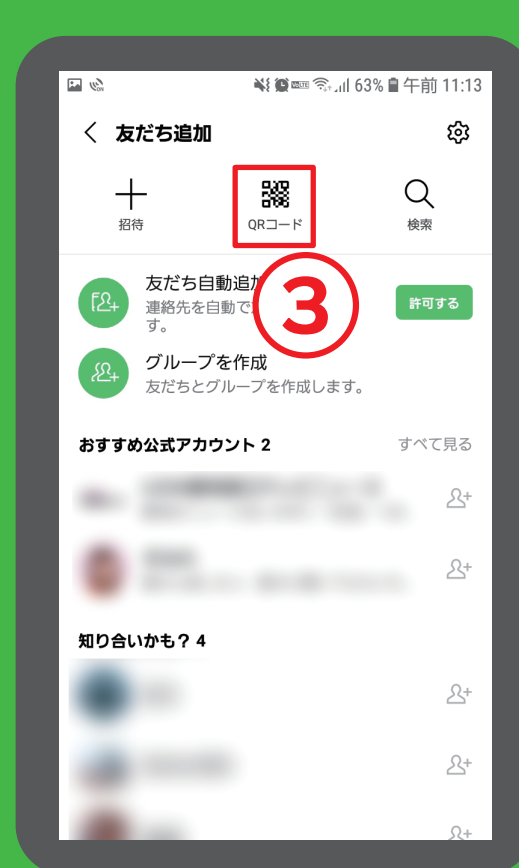 63% 午前 11:13
友だち追加
招待 QRコード 検索
友だち自動追加
連絡先を自動で
す。
許可する
3
グループを作成
友だちとグループを作成します。
おすすめ公式アカウント 2 すべて見る
知り合いかも? 4